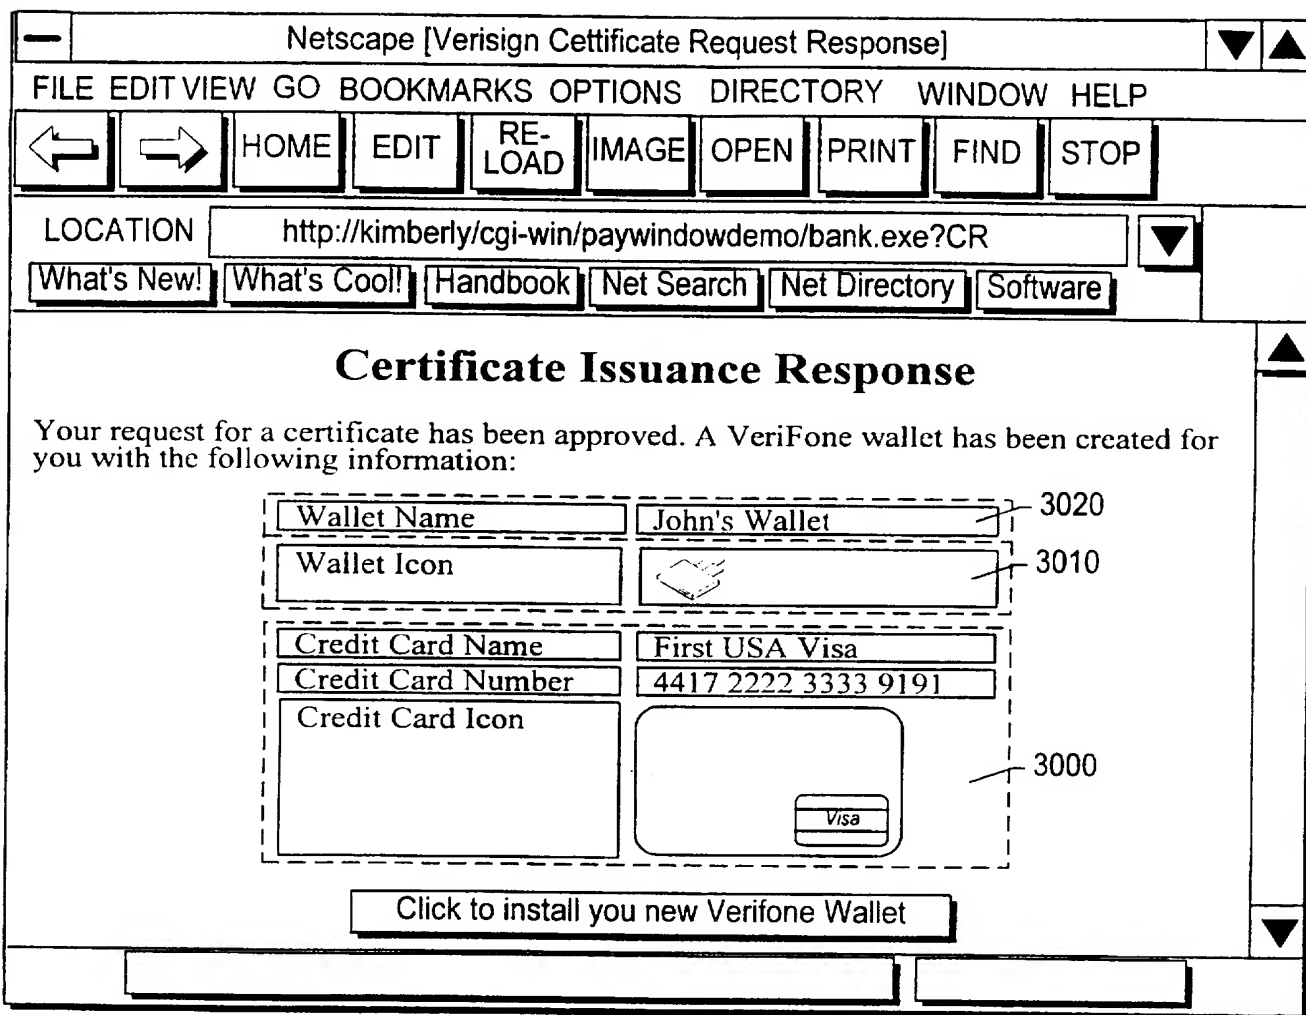 Netscape [Verisign Cettificate Request Response]
FILE EDIT VIEW GO BOOKMARKS OPTIONS DIRECTORY WINDOW HELP
HOME EDIT RE-LOAD IMAGE OPEN PRINT FIND STOP
LOCATION http://kimberly/cgi-win/paywindowdemo/bank.exe?CR
What's New! What's Cool! Handbook Net Search Net Directory Software
Certificate Issuance Response
Your request for a certificate has been approved. A VeriFone wallet has been created for
you with the following information:
Wallet Name John's Wallet 3020
Wallet Icon 3010
Credit Card Name First USA Visa
Credit Card Number 4417 2222 3333 9191
Credit Card Icon
3000
Visa
Click to install you new Verifone Wallet